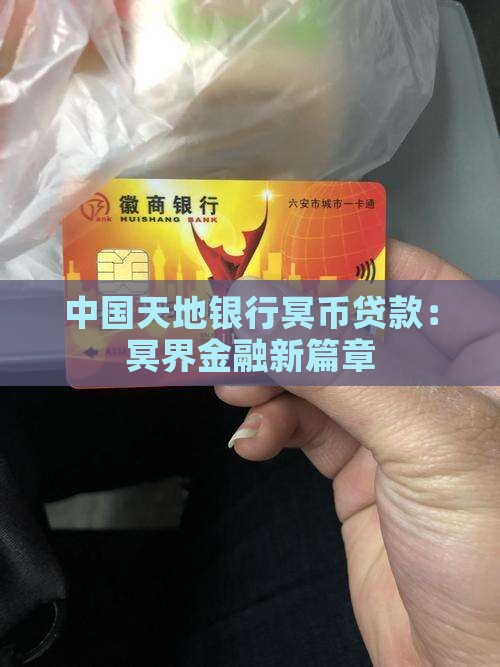 徽商银行
HUISHANG BANK
六安市城市一卡通
中国天地银行冥币贷款：
冥界金融新篇章
ATM